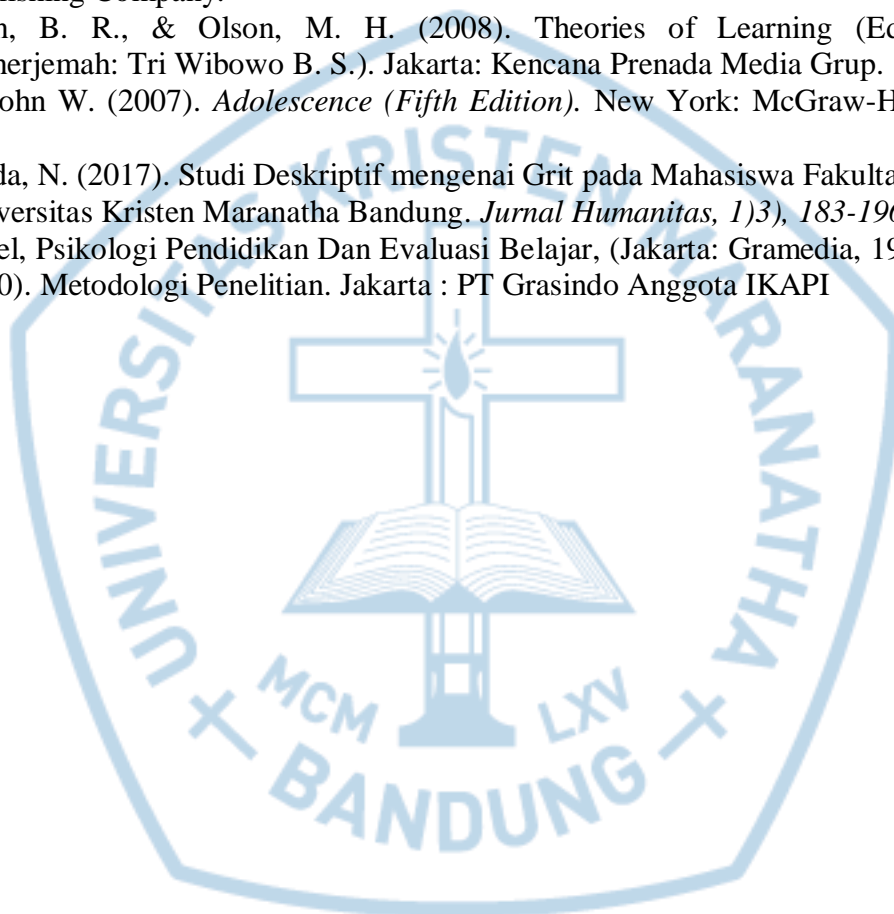 shing Company.
n, B. R., & Olson, M. H. (2008). Theories of Learning (Ed
nerjemah: Tri Wibowo B. S.). Jakarta: Kencana Prenada Media Grup.
ohn W. (2007). Adolescence (Fifth Edition). New York: McGraw-H
da, N. (2017). Studi Deskriptif mengenai Grit pada Mahasiswa Fakulta
versitas Kristen Maranatha Bandung. Jurnal Humanitas, 1)3), 183-196
el, Psikologi Pendidikan Dan Evaluasi Belajar, (Jakarta: Gramedia, 19
0). Metodologi Penelitian. Jakarta : PT Grasindo Anggota IKAPI
UNIVERSITAS KRISTEN MARANATHA
MCM LXV
BANDUNG